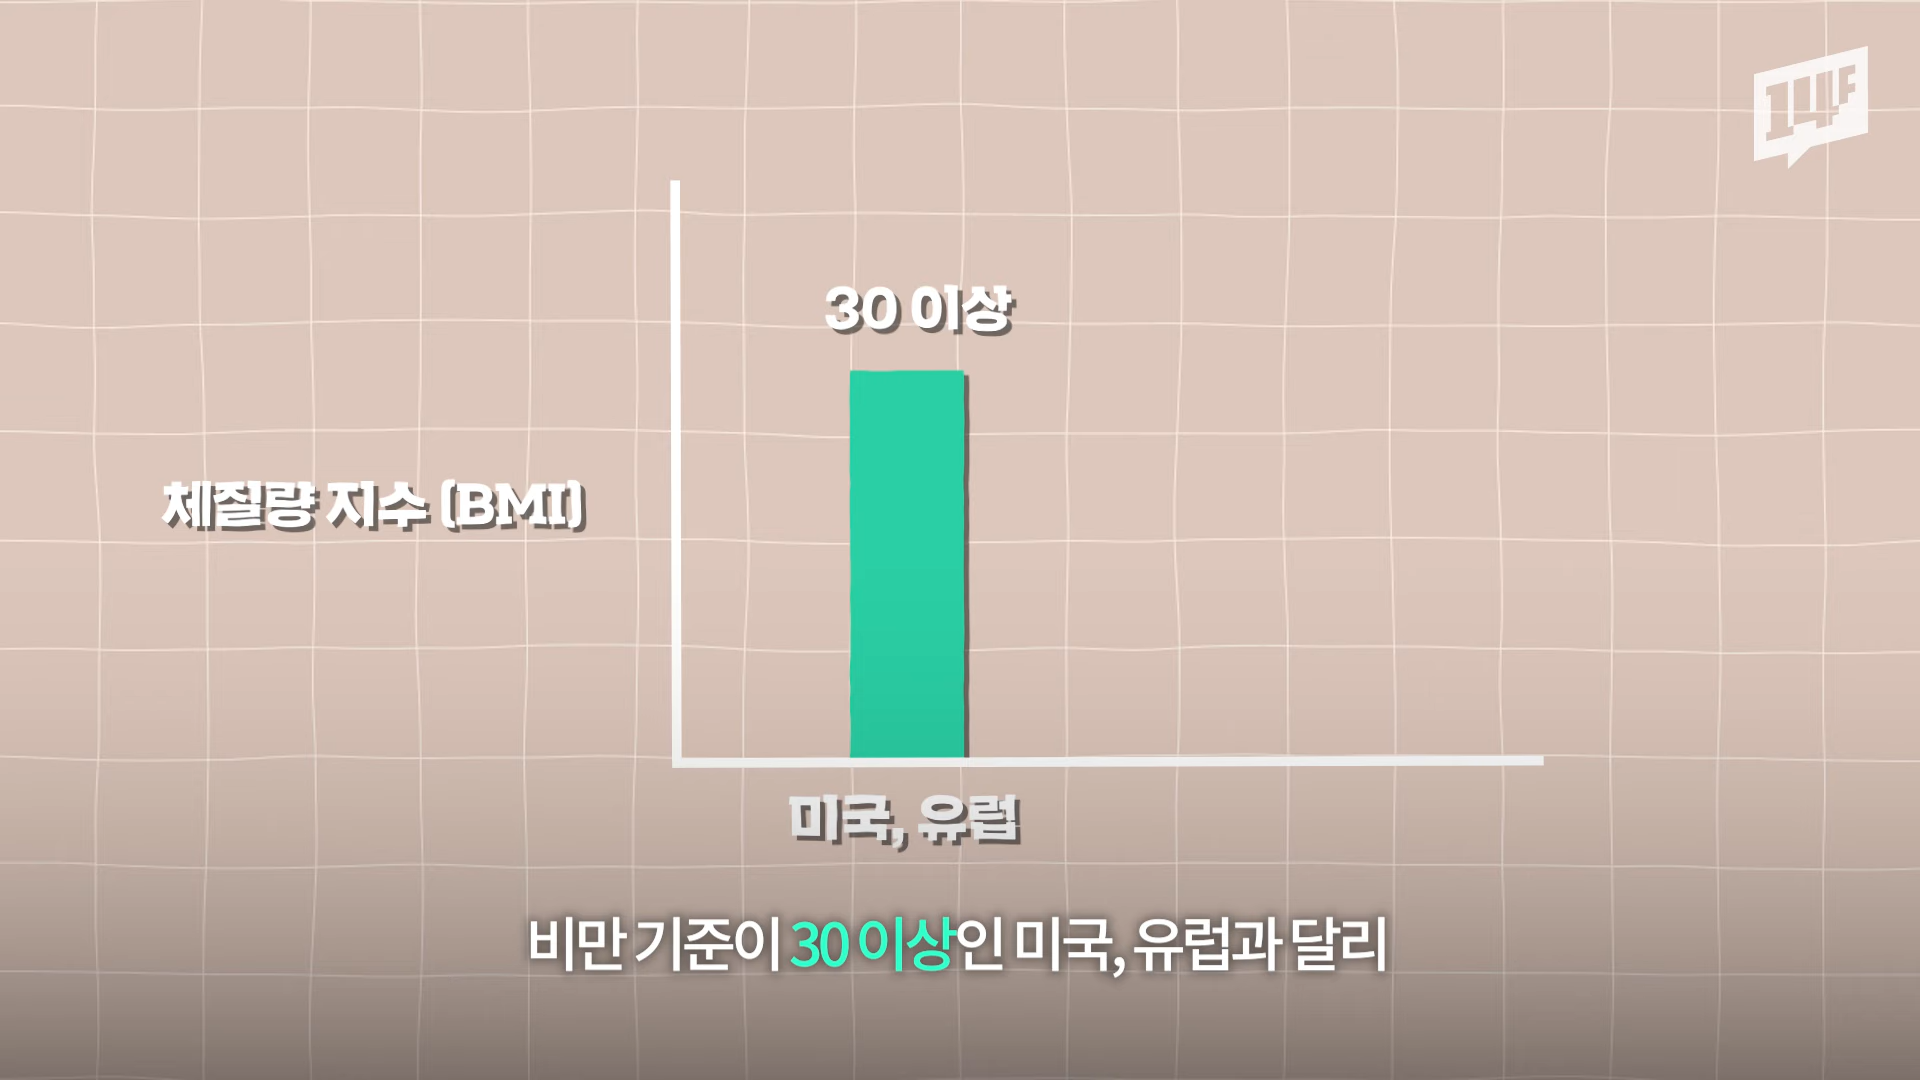 30 이상
체질량 지수 (BMI)
미국, 유럽
비만 기준이 30 이상인 미국, 유럽과 달리